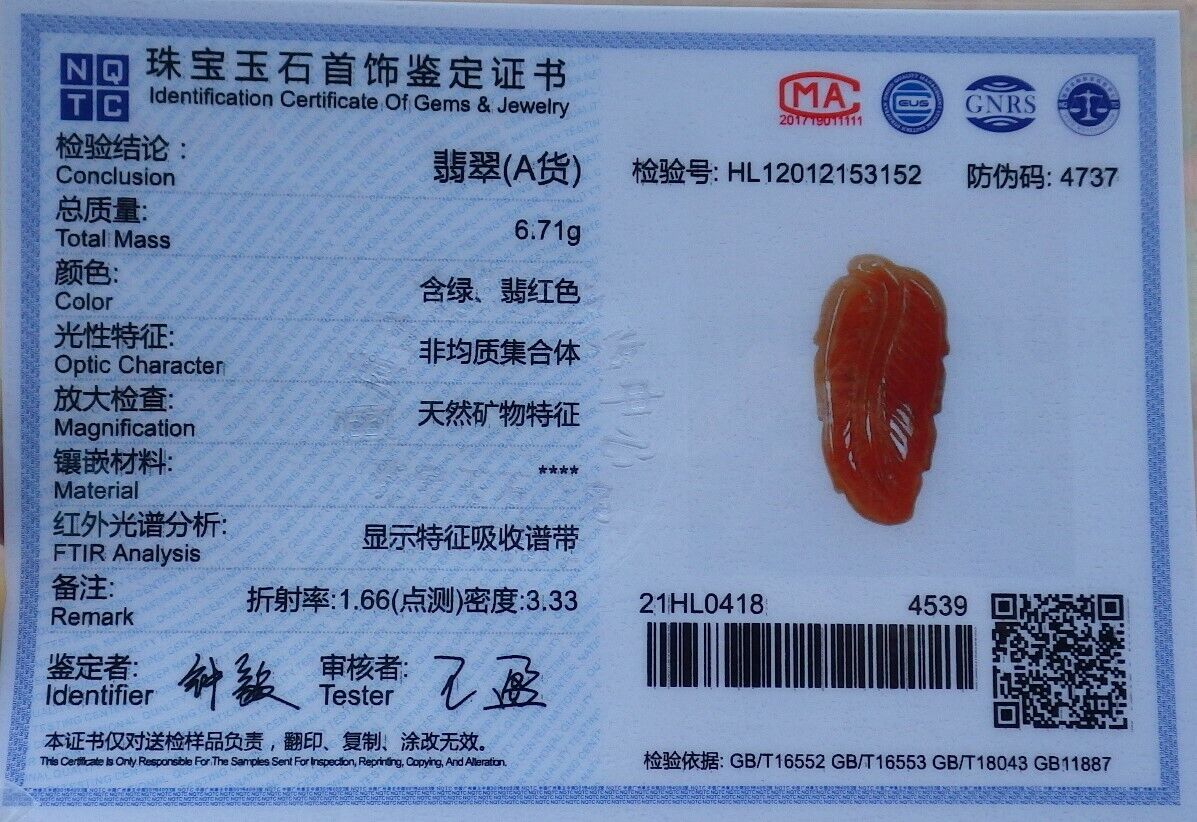 NQ
TC
珠宝玉石首饰鉴定证书
Identification Certificate Of Gems & Jewelry
MA
201719011111
GUS
GNRS
检验结论：
Conclusion
翡翠(A货)
检验号: HL12012153152
防伪码: 4737
总质量:
Total Mass
6.71g
颜色:
Color
含绿、翡红色
光性特征:
Optic Character
非均质集合体
放大检查:
Magnification
天然矿物特征
镶嵌材料:
Material
****
红外光谱分析:
FTIR Analysis
显示特征吸收谱带
备注:
Remark
折射率:1.66(点测)密度:3.33
21HL0418
4539
鉴定者:
Identifier
审核者:
Tester
本证书仅对送检样品负责，翻印、复制、涂改无效。
This Certificate Is Only Responsible For The Samples Sent For Inspection, Reprinting, Copying, And Alteration.
检验依据: GB/T16552 GB/T16553 GB/T18043 GB11887